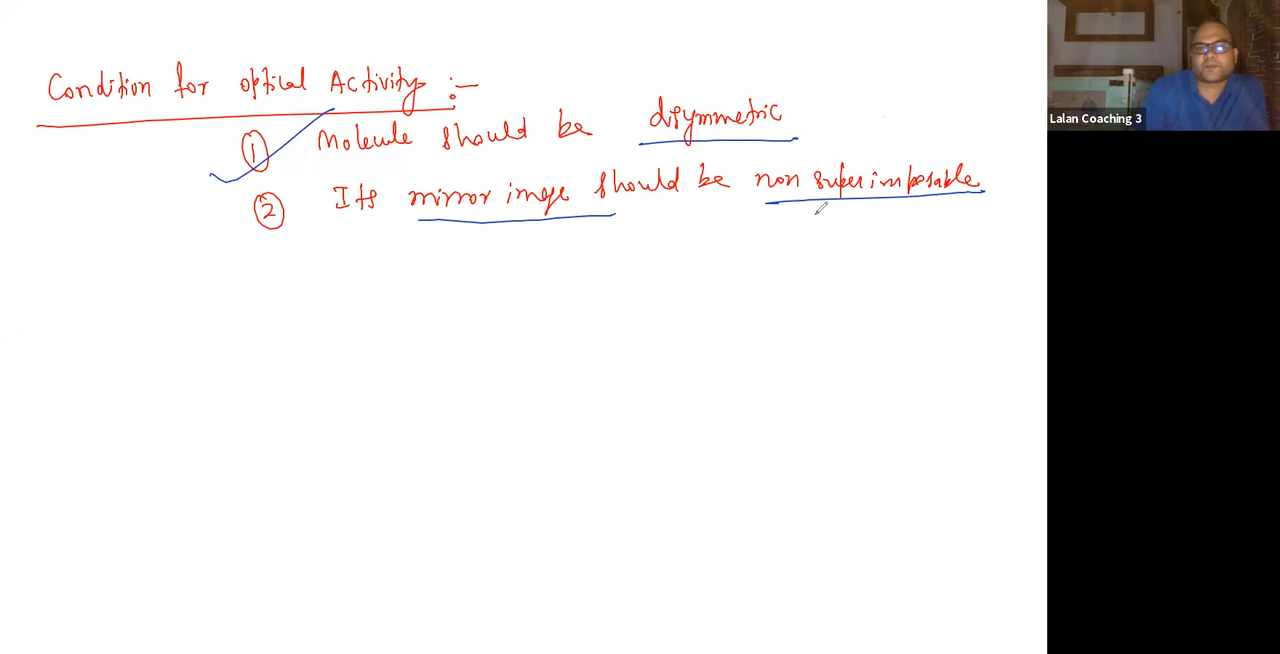 Condition for optical Activity :-
① Molecule should be disymmetric
② Its mirror image should be non superimposable
Lalan Coaching 3